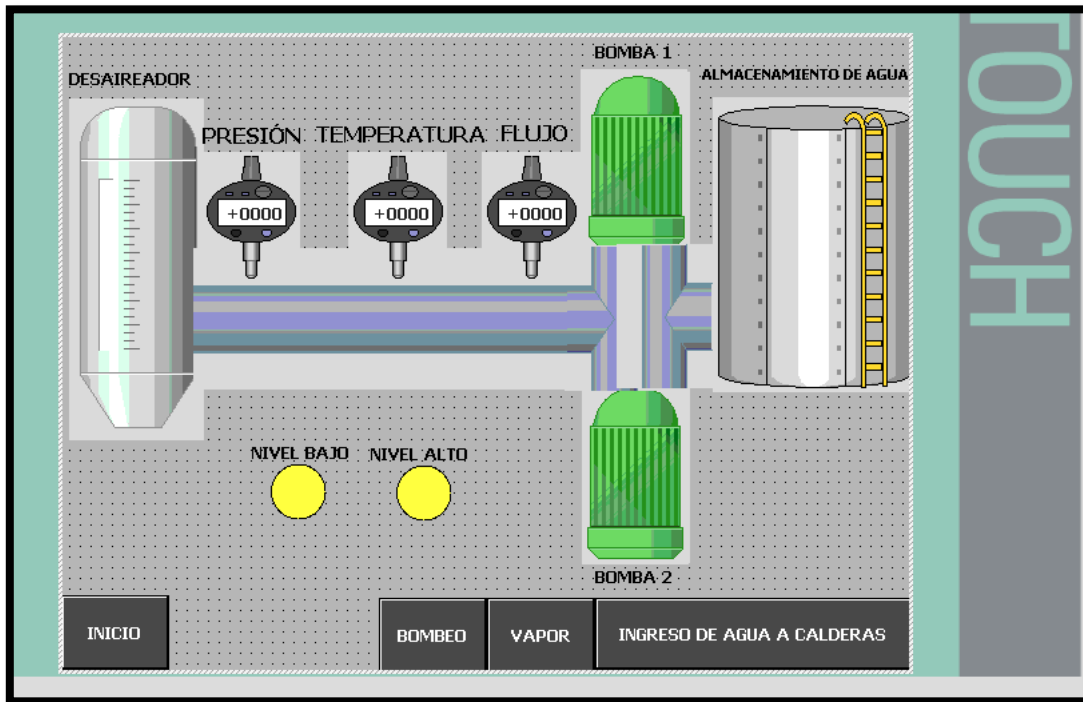 BOMBA 1
DESAIREADOR
ALMACENAMIENTO DE AGUA
PRESIÓN TEMPERATURA FLUJO
+0000 +0000 +0000
NIVEL BAJO NIVEL ALTO
BOMBA 2
INICIO BOMBEO VAPOR INGRESO DE AGUA A CALDERAS
TOUCH